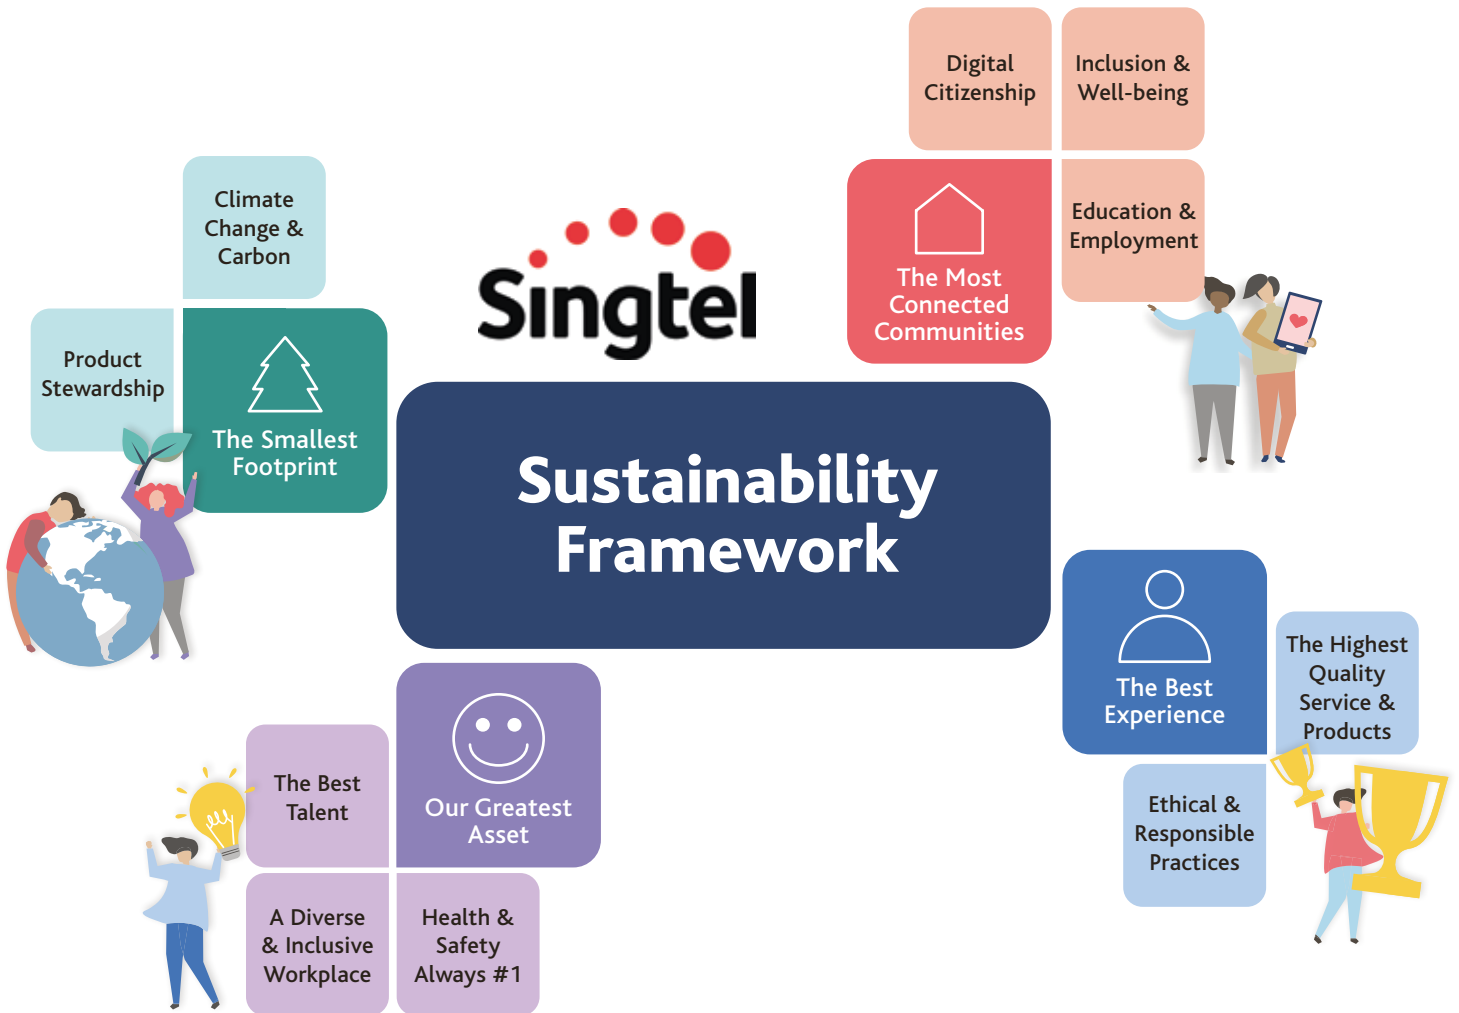 Digital
Citizenship
Inclusion &
Well-being
Education &
Employment
The Most
Connected
Communities
Climate
Change &
Carbon
Product
Stewardship
The Smallest
Footprint
Singtel
Sustainability
Framework
The Best
Experience
The Highest
Quality
Service &
Products
Ethical &
Responsible
Practices
Our Greatest
Asset
The Best
Talent
A Diverse
& Inclusive
Workplace
Health &
Safety
Always #1